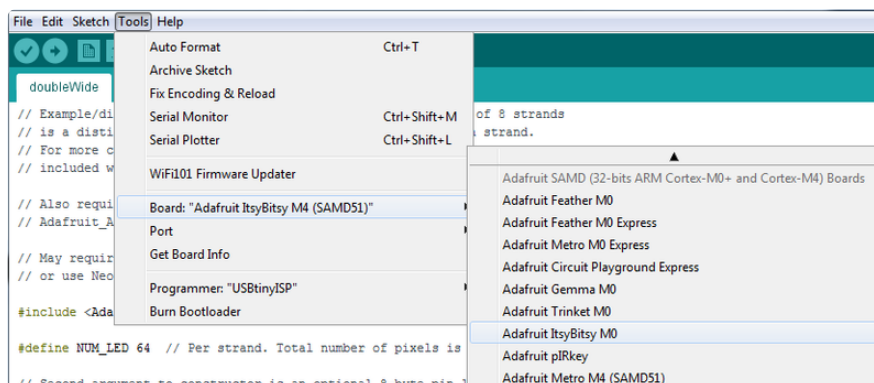 File Edit Sketch Tools Help
doubleWide
Auto Format Ctrl+T
Archive Sketch
Fix Encoding & Reload
Serial Monitor Ctrl+Shift+M
Serial Plotter Ctrl+Shift+L
WiFi101 Firmware Updater
Board: "Adafruit ItsyBitsy M4 (SAMD51)"
Port
Get Board Info
Programmer: "USBtinyISP"
Burn Bootloader
Adafruit SAMD (32-bits ARM Cortex-M0+ and Cortex-M4) Boards
Adafruit Feather M0
Adafruit Feather M0 Express
Adafruit Metro M0 Express
Adafruit Circuit Playground Express
Adafruit Gemma M0
Adafruit Trinket M0
Adafruit ItsyBitsy M0
Adafruit pIRkey
Adafruit Metro M4 (SAMD51)
// Example/di of 8 strands
// is a disti strand.
// For more c
// included w
// Also requi
// Adafruit_A
// May requir
// or use Neo
#include <Ada
#define NUM_LED 64 // Per strand. Total number of pixels is